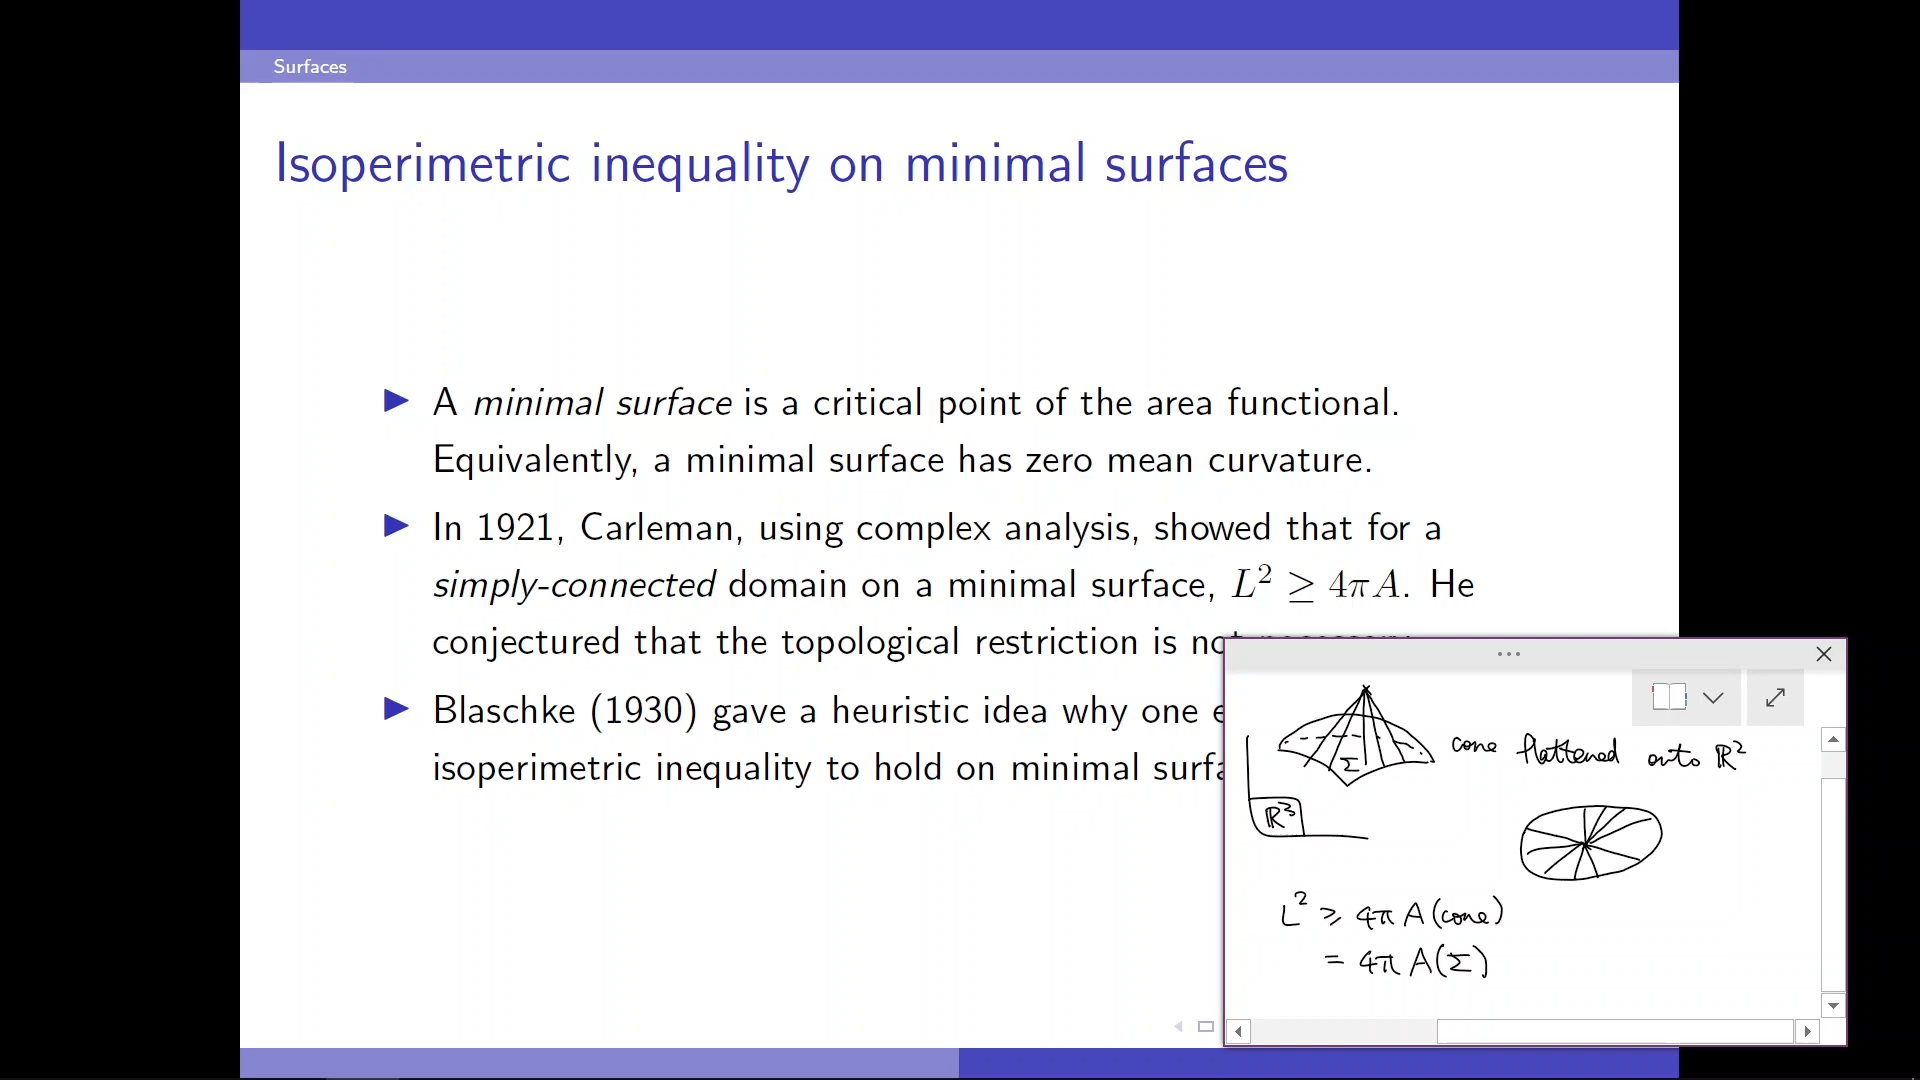 Surfaces
Isoperimetric inequality on minimal surfaces
A minimal surface is a critical point of the area functional.
Equivalently, a minimal surface has zero mean curvature.
In 1921, Carleman, using complex analysis, showed that for a
simply-connected domain on a minimal surface, L² ≥ 4πA. He
conjectured that the topological restriction is not
Blaschke (1930) gave a heuristic idea why one
isoperimetric inequality to hold on minimal
Σ
cone flattened onto ℝ²
ℝ³
L² ≥ 4π A(cone)
= 4π A(Σ)